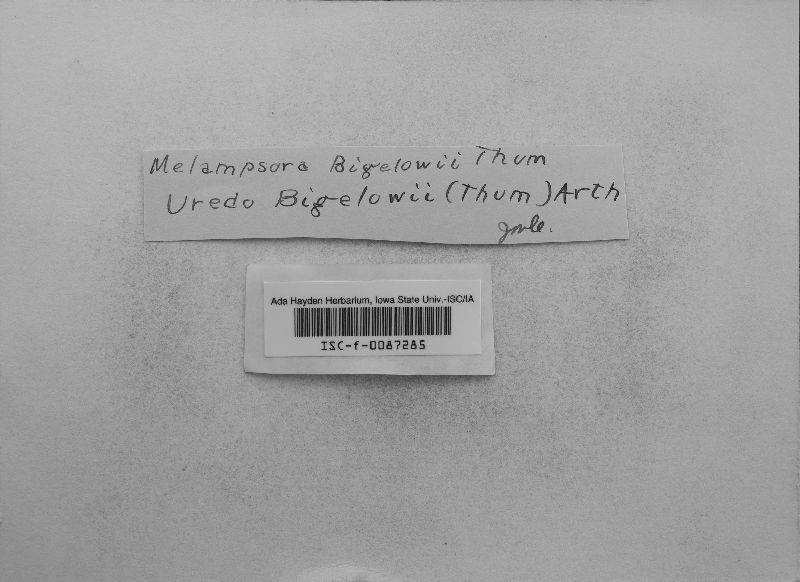 Melampsora Bigelowii Thum
Uredo Bigelowii (Thum) Arth
Ada Hayden Herbarium, Iowa State Univ.-ISC/IA
ISC-f-0087285